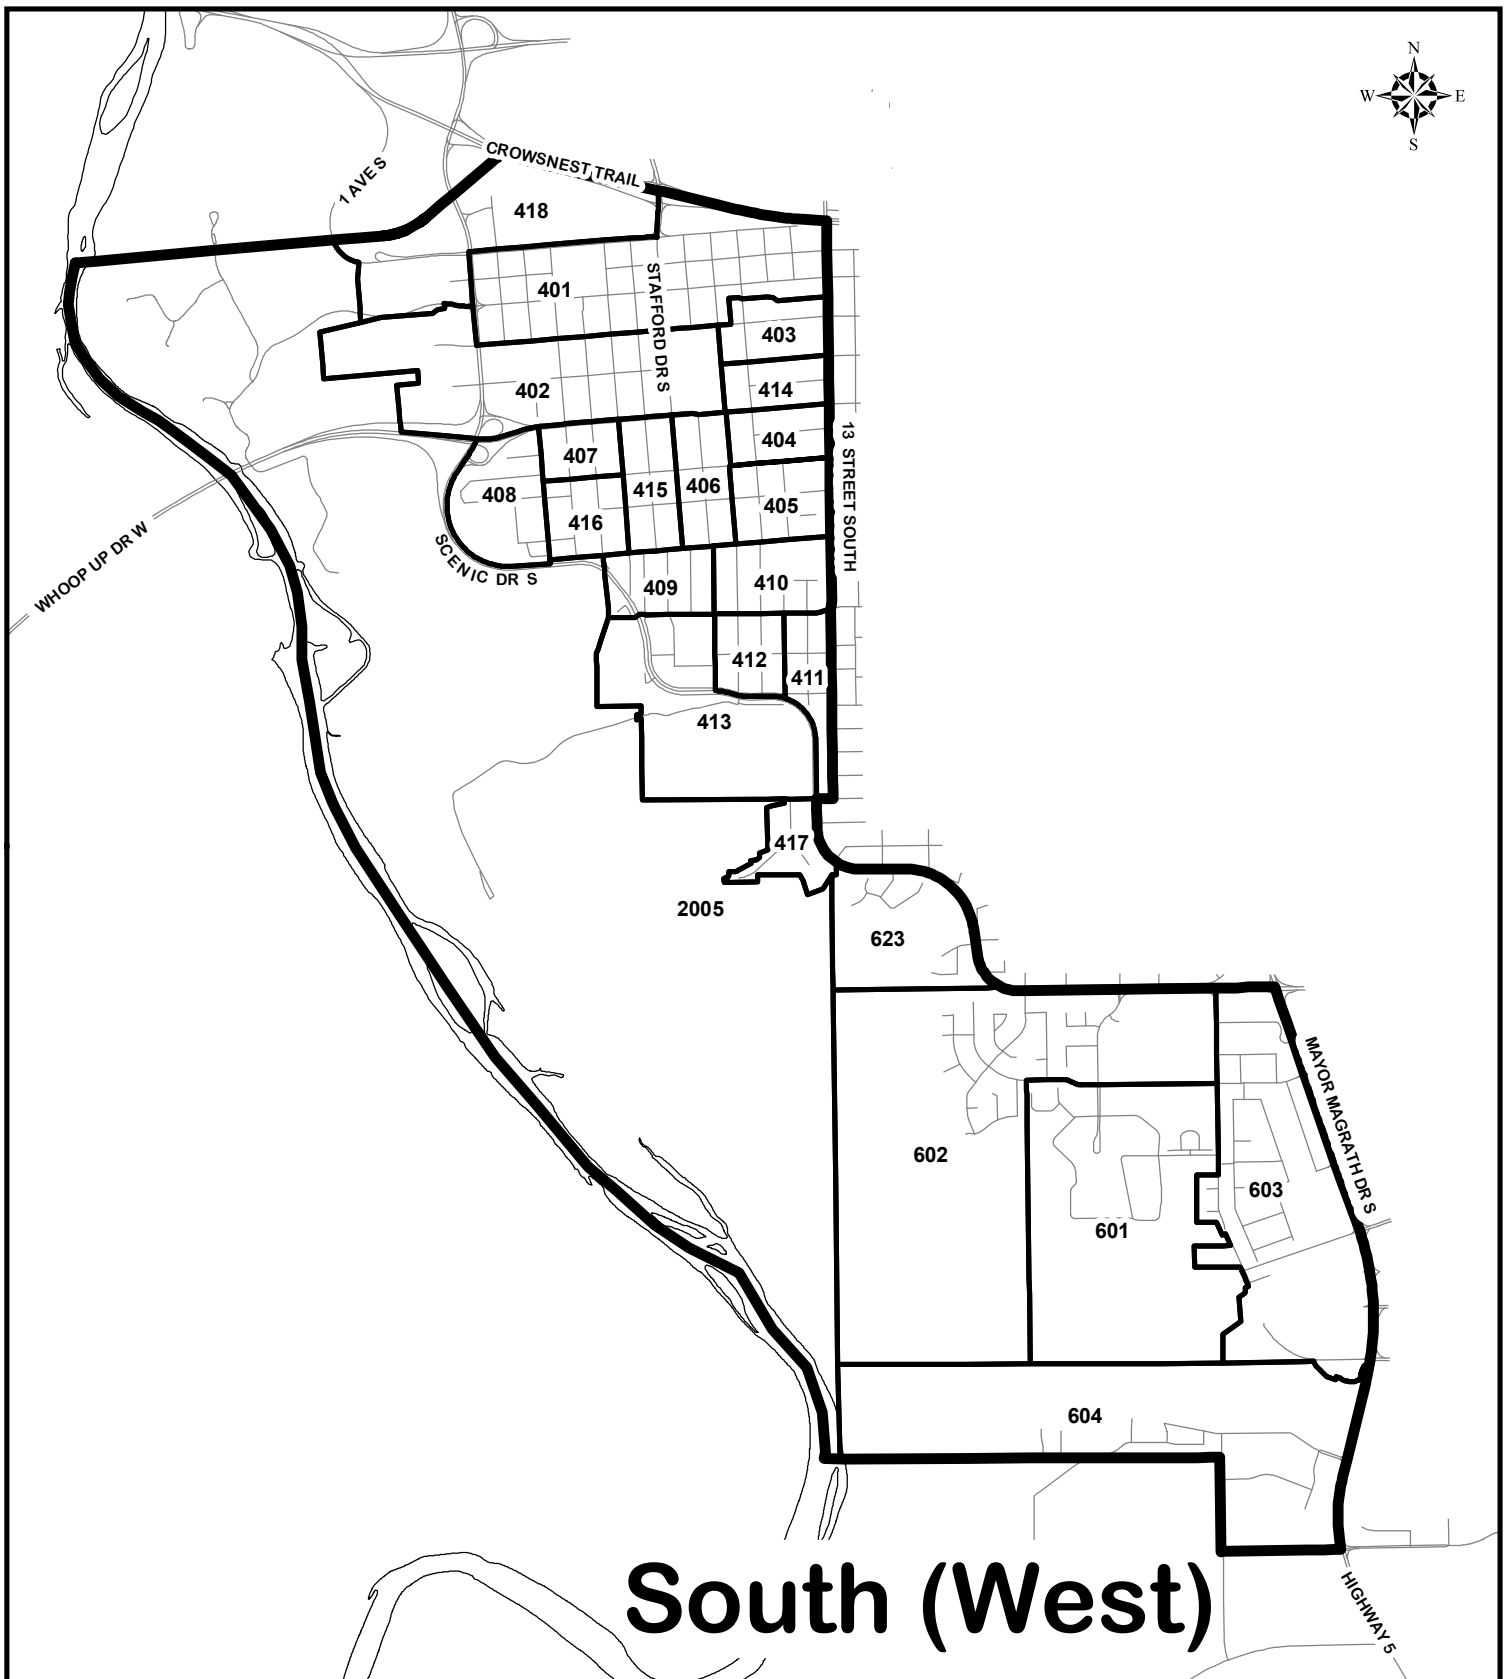 N
W E
S
CROWSNEST TRAIL
1 AVE S
418
STAFFORD DR S
401
403
402
414
13 STREET SOUTH
404
407
415
406
408
405
416
WHOOP UP DR W
SCENIC DR S
409
410
412
411
413
417
2005
623
MAYOR MAGRATH DR S
602
603
601
604
South (West)
HIGHWAY 5